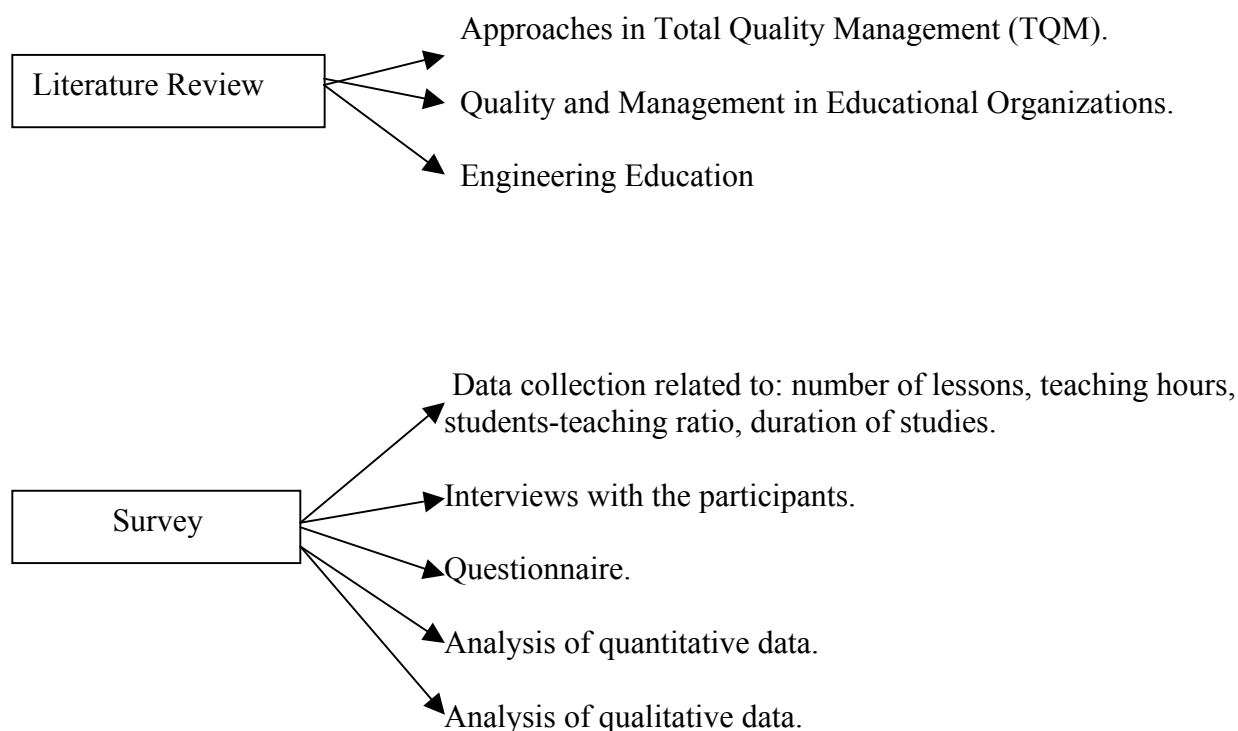 Approaches in Total Quality Management (TQM).
Literature Review
Quality and Management in Educational Organizations.
Engineering Education
Data collection related to: number of lessons, teaching hours,
students-teaching ratio, duration of studies.
Interviews with the participants.
Survey
Questionnaire.
Analysis of quantitative data.
Analysis of qualitative data.